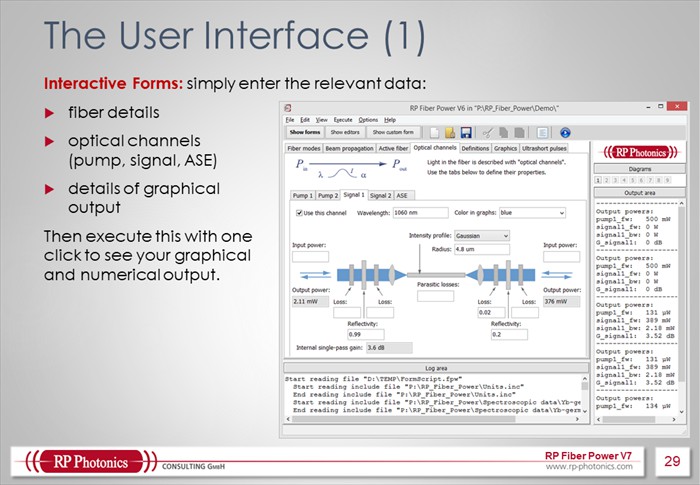 The User Interface (1)
Interactive Forms: simply enter the relevant data:
fiber details
optical channels
(pump, signal, ASE)
details of graphical
output
Then execute this with one
click to see your graphical
and numerical output.
RP Fiber Power V6 in "P:\RP_Fiber_Power\Demo\"
File Edit View Execute Options Help
Show forms Show editors Show custom form
Fiber modes Beam propagation Active fiber Optical channels Definitions Graphics Ultrashort pulses
P in P out
λ α
Light in the fiber is described with "optical channels".
Use the tabs below to define their properties.
Pump 1 Pump 2 Signal 1 Signal 2 ASE
Use this channel Wavelength: 1060 nm Color in graphs: blue
Intensity profile: Gaussian
Radius: 4.8 um
Input power: Input power:
Parasitic losses:
Output power: Loss: Loss: Loss: Loss: Output power:
2.11 mW 0.02 376 mW
Reflectivity: Reflectivity:
0.99 0.2
Internal single-pass gain: 3.6 dB
RP Photonics
Diagrams
1 2 3 4 5 6 7 8 9
Output area
Output powers:
pump1_fw: 500 mW
signal1_fw: 0 W
signal1_bw: 0 W
G_signal1: 0 dB
Output powers:
pump1_fw: 500 mW
signal1_fw: 0 W
signal1_bw: 0 W
G_signal1: 0 dB
Output powers:
pump1_fw: 131 µW
signal1_fw: 389 mW
signal1_bw: 2.18 mW
G_signal1: 3.52 dB
Output powers:
pump1_fw: 131 µW
signal1_fw: 389 mW
signal1_bw: 2.18 mW
G_signal1: 3.52 dB
Output powers:
pump1_fw: 134 µW
Log area
Start reading file "D:\TEMP\FormScript.fpw"
Start reading include file "P:\RP_Fiber_Power\Units.inc"
End reading include file "P:\RP_Fiber_Power\Units.inc"
Start reading include file "P:\RP_Fiber_Power\Spectroscopic data\Yb-ge
End reading include file "P:\RP_Fiber_Power\Spectroscopic data\Yb-germ
RP Photonics CONSULTING GmbH
RP Fiber Power V7
www.rp-photonics.com
29